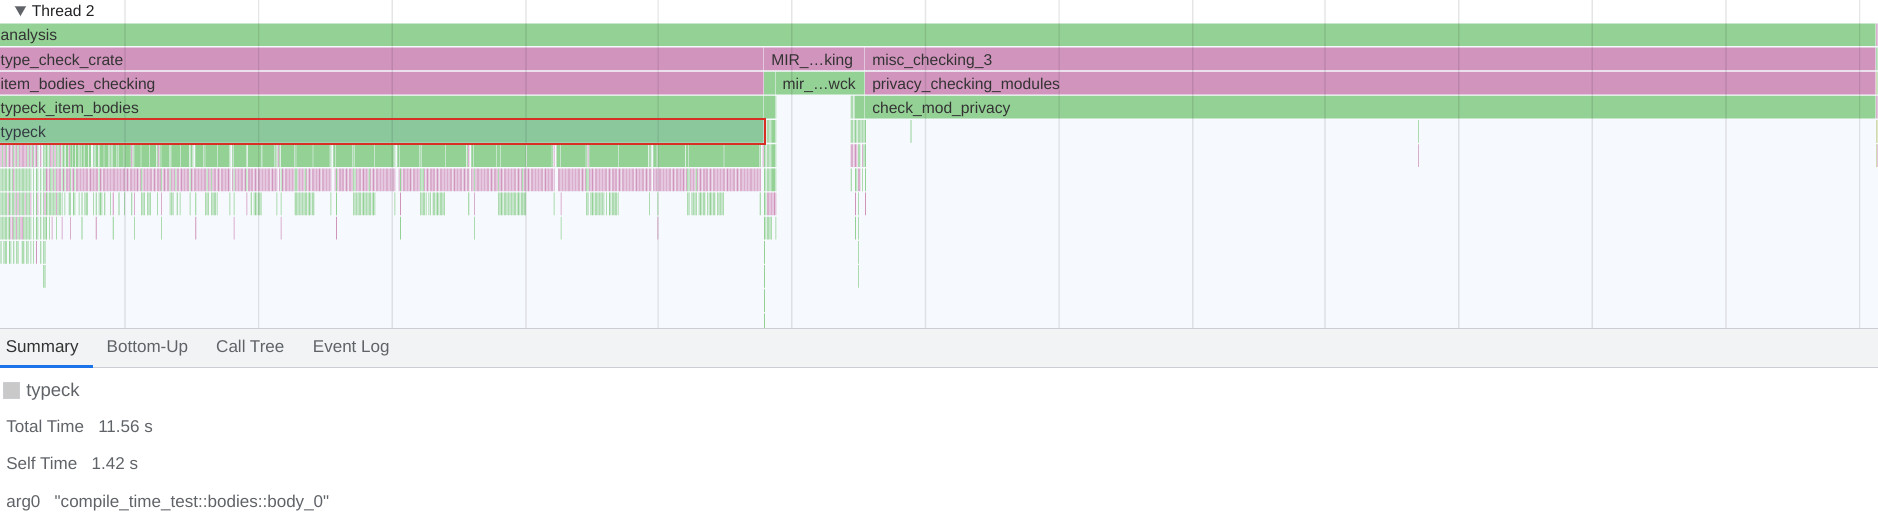 ▼ Thread 2
analysis
type_check_crate MIR_…king misc_checking_3
item_bodies_checking mir_…wck privacy_checking_modules
typeck_item_bodies check_mod_privacy
typeck
Summary Bottom-Up Call Tree Event Log
typeck
Total Time 11.56 s
Self Time 1.42 s
arg0 "compile_time_test::bodies::body_0"